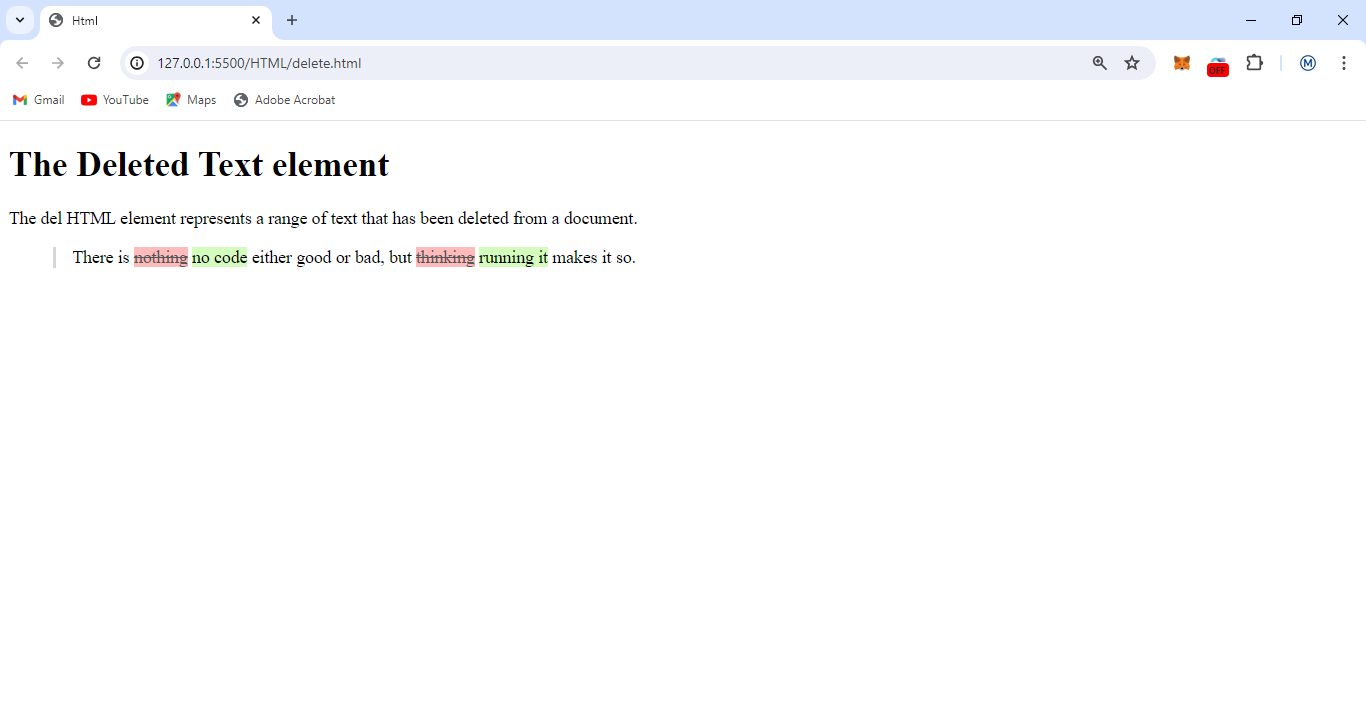 Html
127.0.0.1:5500/HTML/delete.html
OFF
M
Gmail YouTube Maps Adobe Acrobat
The Deleted Text element
The del HTML element represents a range of text that has been deleted from a document.
There is nothing no code either good or bad, but thinking running it makes it so.